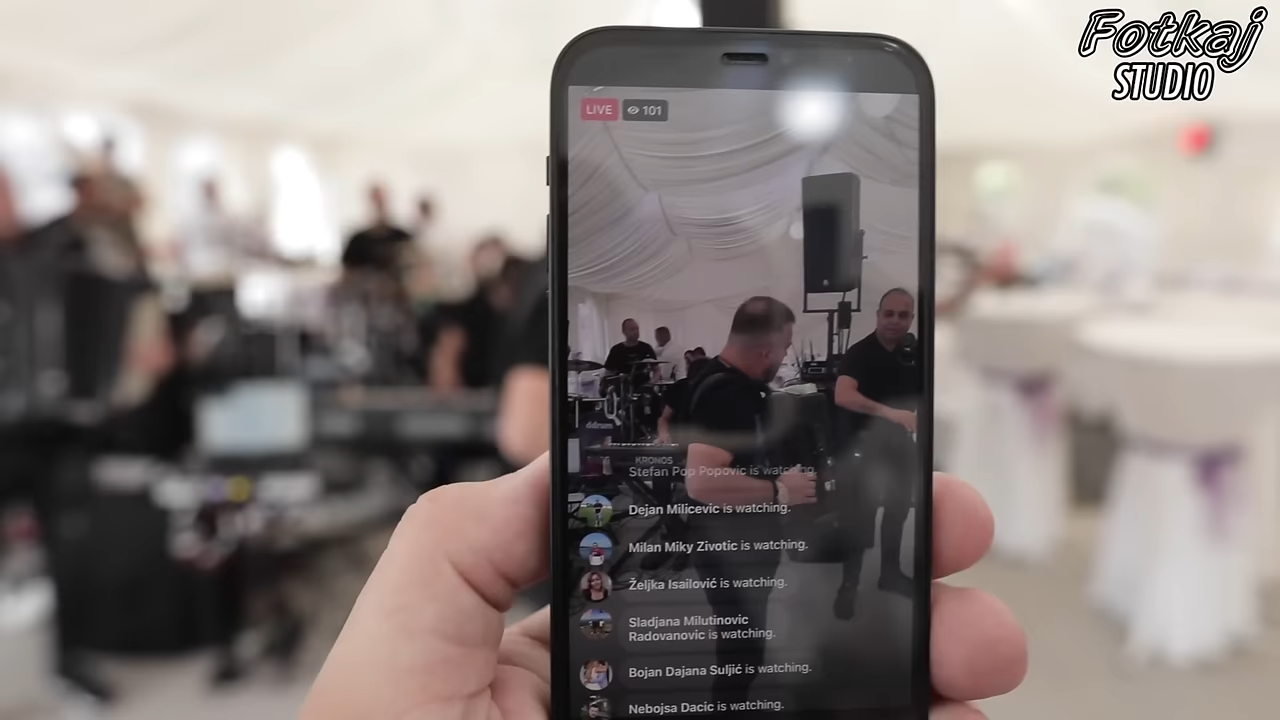 Fotkaj
STUDIO
LIVE 101
ddrum
KRONOS
Stefan Pop Popovic is watching.
Dejan Milicevic is watching.
Milan Miky Zivotic is watching.
Željka Isailović is watching.
Sladjana Milutinovic
Radovanovic is watching.
Bojan Dajana Suljić is watching.
Nebojsa Dacic is watching.